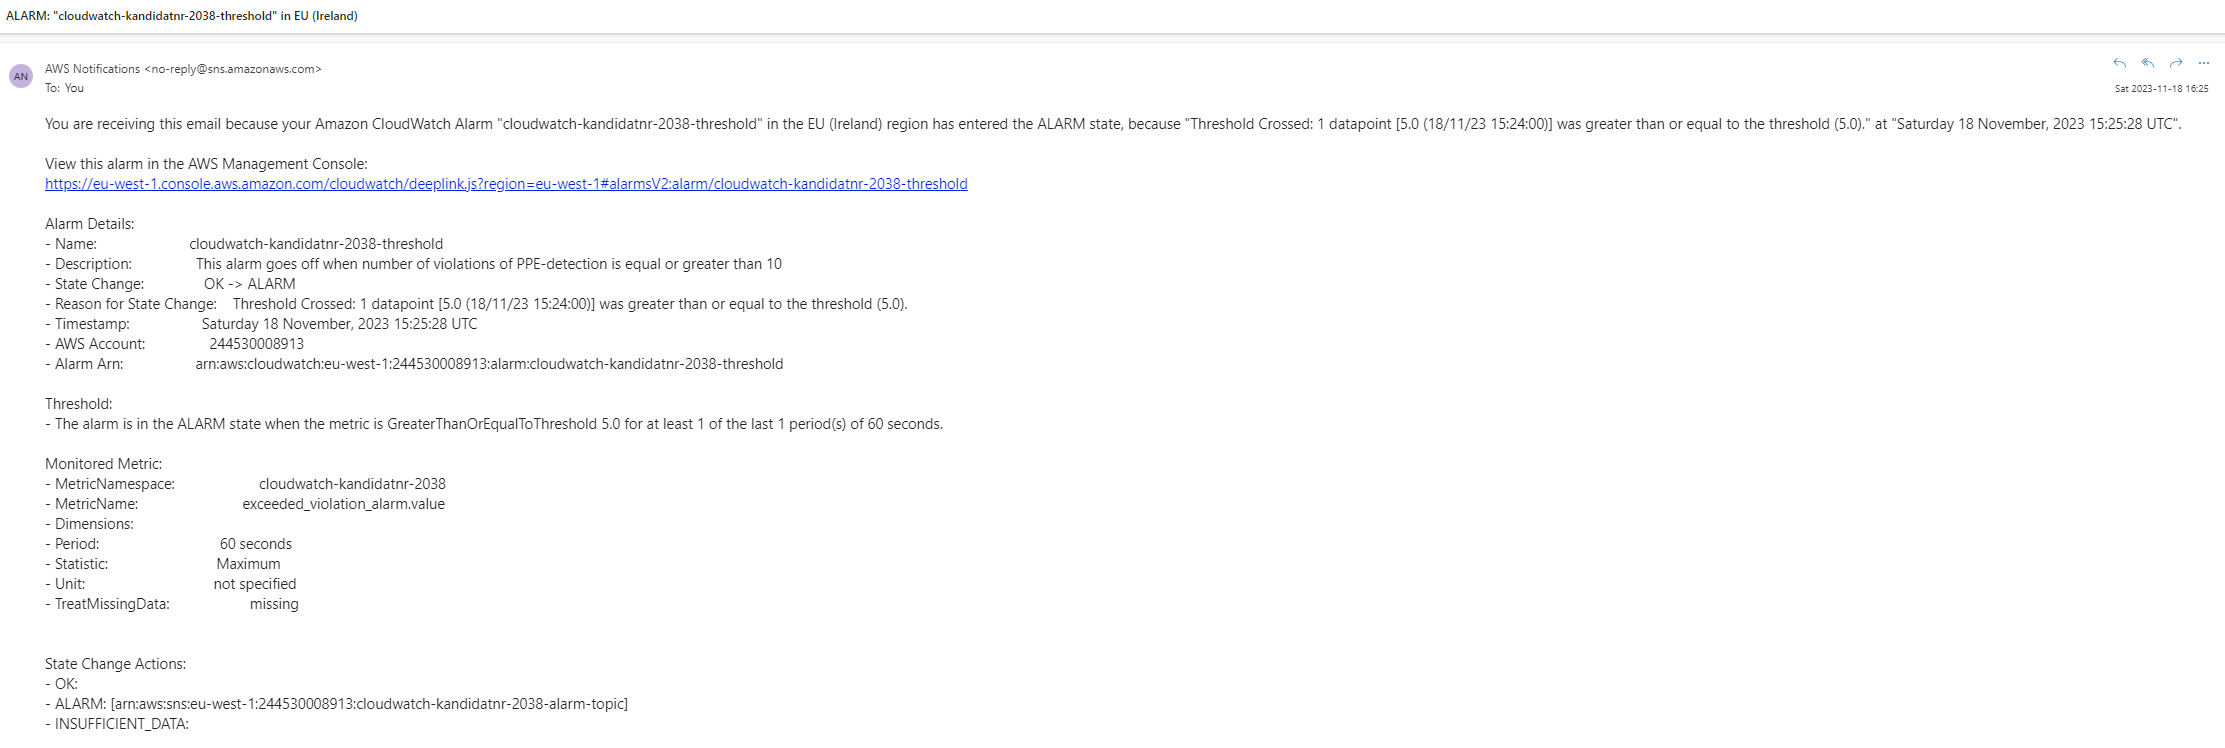 ALARM: "cloudwatch-kandidatnr-2038-threshold" in EU (Ireland)
AN
AWS Notifications <no-reply@sns.amazonaws.com>
To: You
Sat 2023-11-18 16:25
You are receiving this email because your Amazon CloudWatch Alarm "cloudwatch-kandidatnr-2038-threshold" in the EU (Ireland) region has entered the ALARM state, because "Threshold Crossed: 1 datapoint [5.0 (18/11/23 15:24:00)] was greater than or equal to the threshold (5.0)." at "Saturday 18 November, 2023 15:25:28 UTC".
View this alarm in the AWS Management Console:
https://eu-west-1.console.aws.amazon.com/cloudwatch/deeplink.js?region=eu-west-1#alarmsV2:alarm/cloudwatch-kandidatnr-2038-threshold
Alarm Details:
- Name: cloudwatch-kandidatnr-2038-threshold
- Description: This alarm goes off when number of violations of PPE-detection is equal or greater than 10
- State Change: OK -> ALARM
- Reason for State Change: Threshold Crossed: 1 datapoint [5.0 (18/11/23 15:24:00)] was greater than or equal to the threshold (5.0).
- Timestamp: Saturday 18 November, 2023 15:25:28 UTC
- AWS Account: 244530008913
- Alarm Arn: arn:aws:cloudwatch:eu-west-1:244530008913:alarm:cloudwatch-kandidatnr-2038-threshold
Threshold:
- The alarm is in the ALARM state when the metric is GreaterThanOrEqualToThreshold 5.0 for at least 1 of the last 1 period(s) of 60 seconds.
Monitored Metric:
- MetricNamespace: cloudwatch-kandidatnr-2038
- MetricName: exceeded_violation_alarm.value
- Dimensions:
- Period: 60 seconds
- Statistic: Maximum
- Unit: not specified
- TreatMissingData: missing
State Change Actions:
- OK:
- ALARM: [arn:aws:sns:eu-west-1:244530008913:cloudwatch-kandidatnr-2038-alarm-topic]
- INSUFFICIENT_DATA: